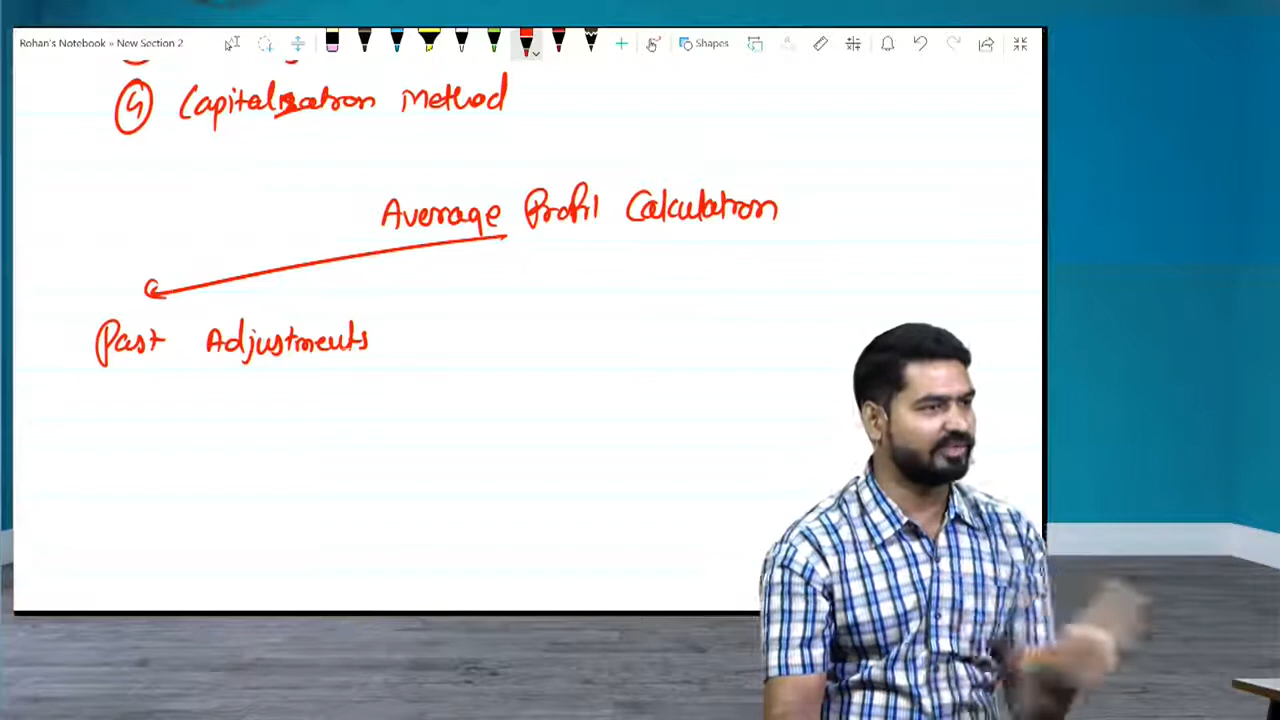 Rohan's Notebook » New Section 2
Shapes
④ Capitalisation Method
Average Profit Calculation
Past Adjustments